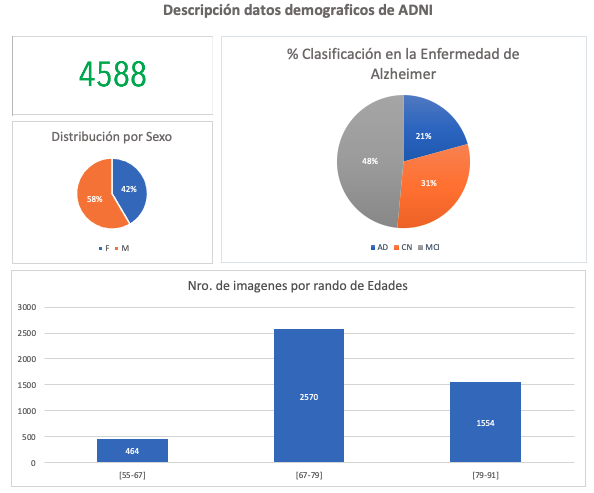 Descripción datos demograficos de ADNI
4588
% Clasificación en la Enfermedad de
Alzheimer
21%
31%
48%
AD CN MCI
Distribución por Sexo
42%
58%
F M
Nro. de imagenes por rando de Edades
3000
2500
2000
1500
1000
500
0
464
2570
1554
[55-67] [67-79] [79-91]